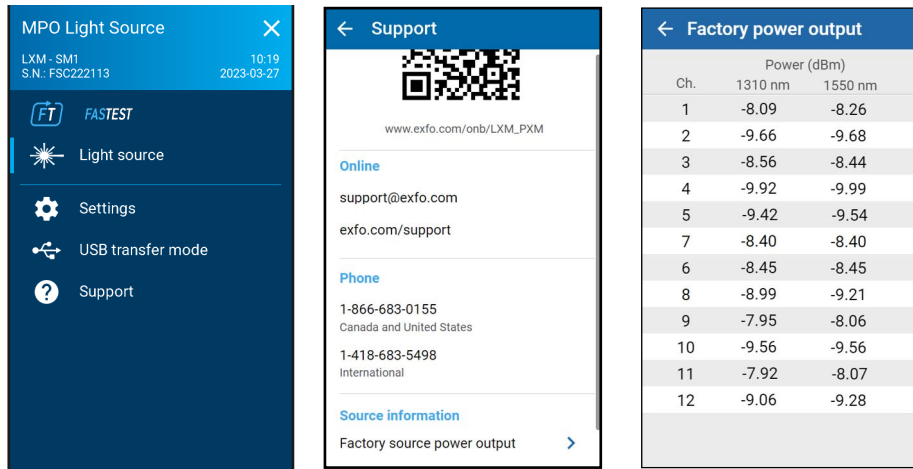 MPO Light Source
LXM - SM1 10:19
S.N.: FSC222113 2023-03-27
FT FASTEST
Light source
Settings
USB transfer mode
Support
Support
www.exfo.com/onb/LXM_PXM
Online
support@exfo.com
exfo.com/support
Phone
1-866-683-0155
Canada and United States
1-418-683-5498
International
Source information
Factory source power output
Factory power output
Power (dBm)
Ch. 1310 nm 1550 nm
1 -8.09 -8.26
2 -9.66 -9.68
3 -8.56 -8.44
4 -9.92 -9.99
5 -9.42 -9.54
7 -8.40 -8.40
6 -8.45 -8.45
8 -8.99 -9.21
9 -7.95 -8.06
10 -9.56 -9.56
11 -7.92 -8.07
12 -9.06 -9.28